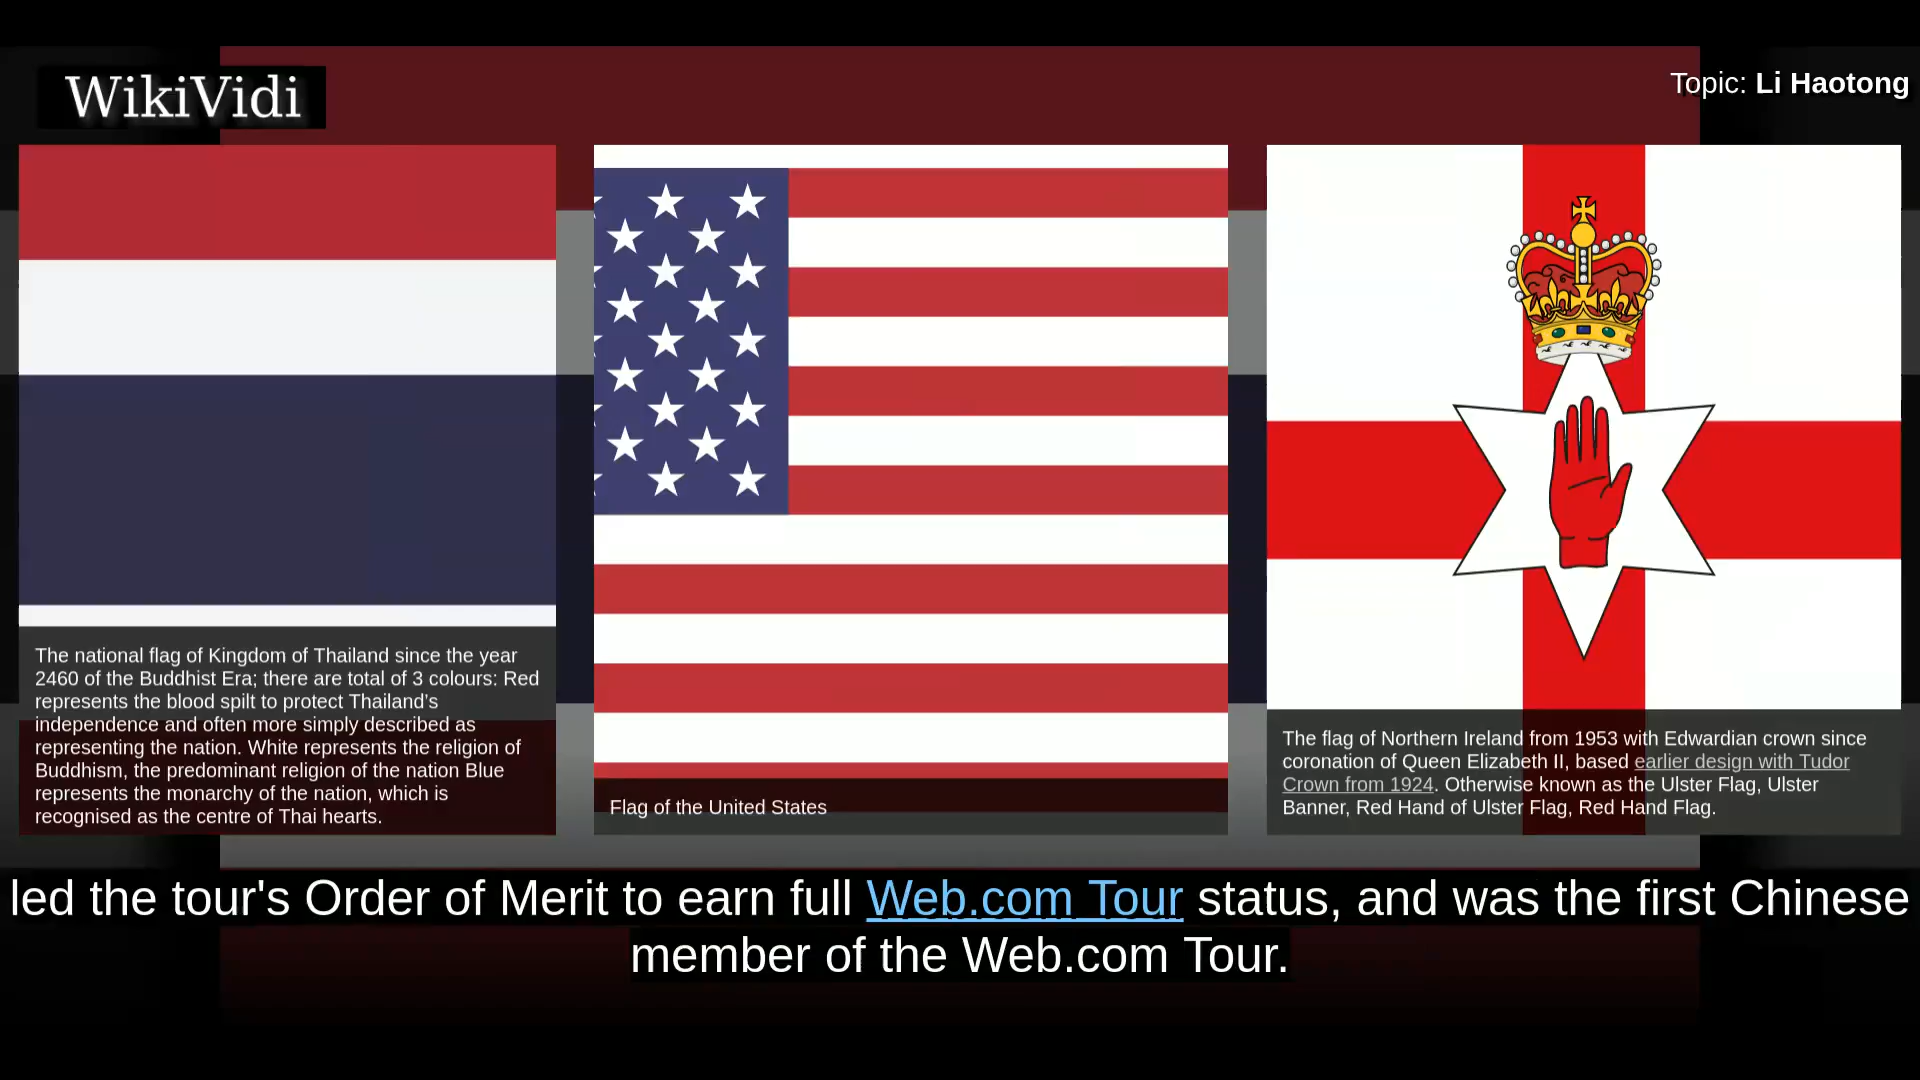 WikiVidi
Topic: Li Haotong
The national flag of Kingdom of Thailand since the year
2460 of the Buddhist Era; there are total of 3 colours: Red
represents the blood spilt to protect Thailand’s
independence and often more simply described as
representing the nation. White represents the religion of
Buddhism, the predominant religion of the nation Blue
represents the monarchy of the nation, which is
recognised as the centre of Thai hearts.
Flag of the United States
The flag of Northern Ireland from 1953 with Edwardian crown since
coronation of Queen Elizabeth II, based earlier design with Tudor
Crown from 1924. Otherwise known as the Ulster Flag, Ulster
Banner, Red Hand of Ulster Flag, Red Hand Flag.
led the tour's Order of Merit to earn full Web.com Tour status, and was the first Chinese
member of the Web.com Tour.